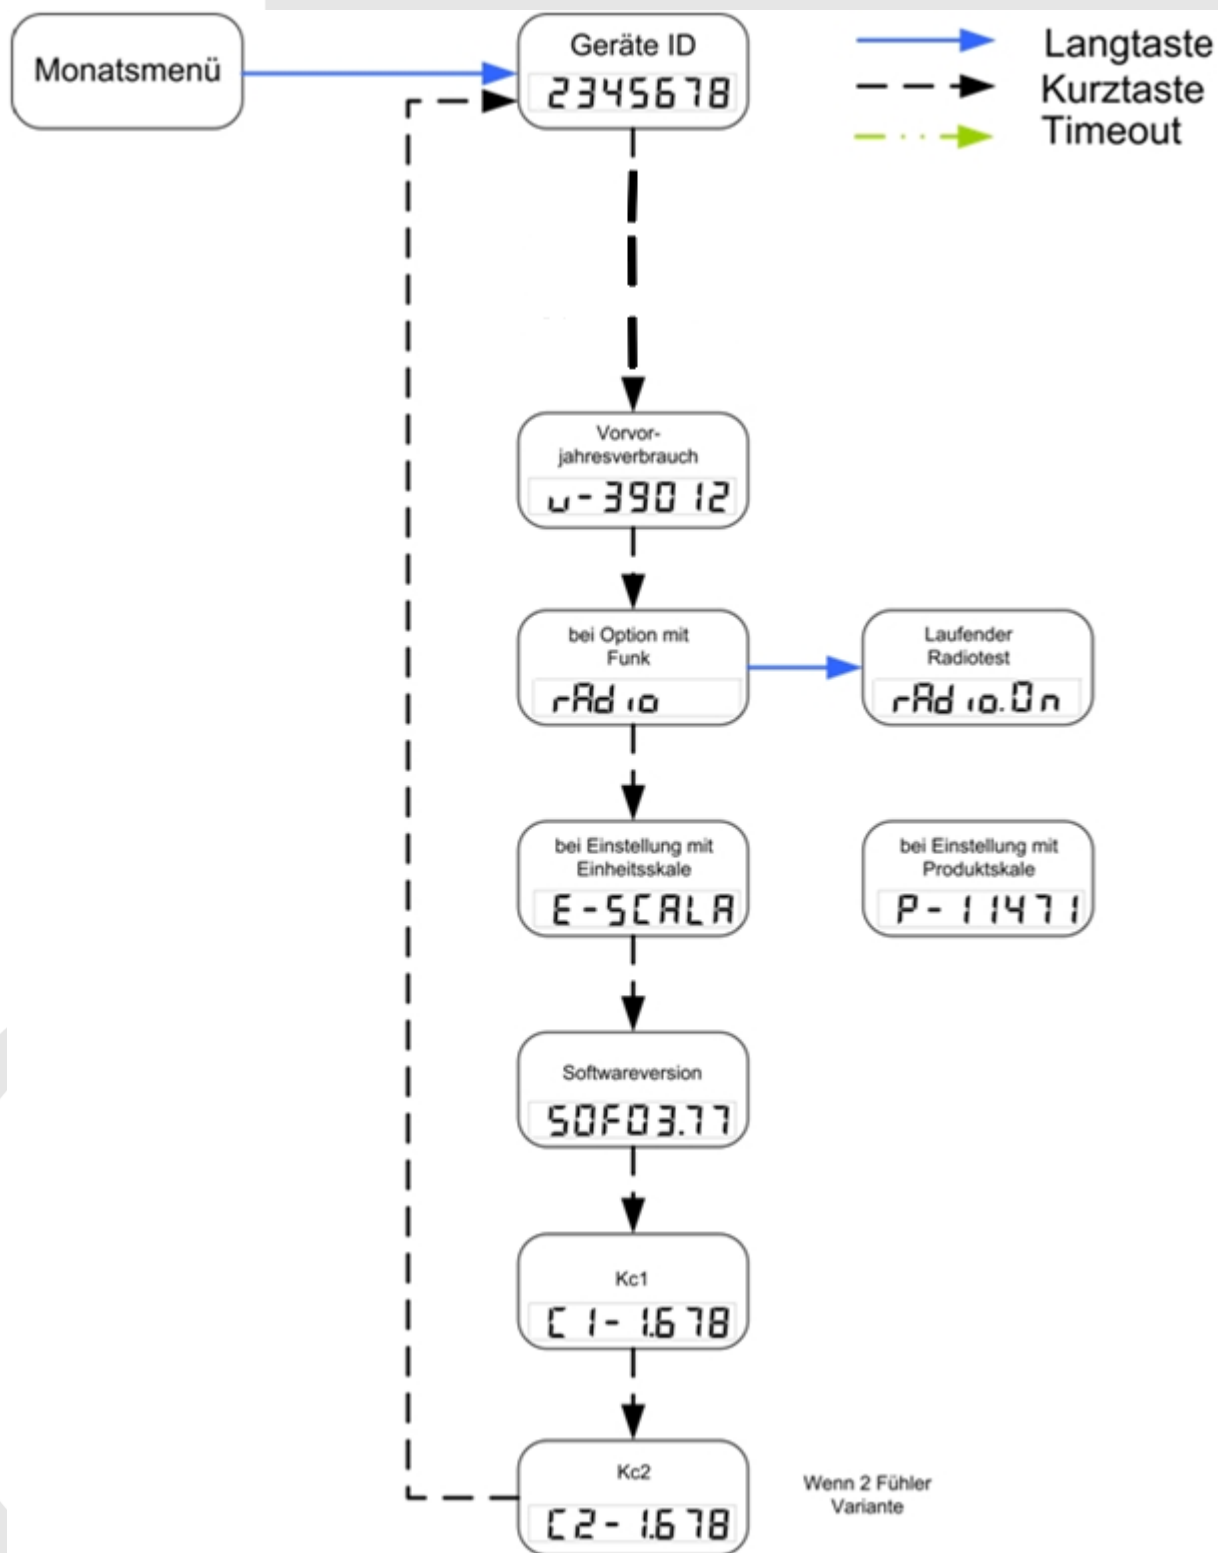 Monatsmenü
Geräte ID
2345678
Langtaste
Kurztaste
Timeout
Vorvor-
jahresverbrauch
u-39012
bei Option mit
Funk
rAdio
Laufender
Radiotest
rAdio.On
bei Einstellung mit
Einheitsskale
E-SCALA
bei Einstellung mit
Produktskale
P-11471
Softwareversion
SOF03.77
Kc1
C1-1.678
Kc2
C2-1.678
Wenn 2 Fühler
Variante